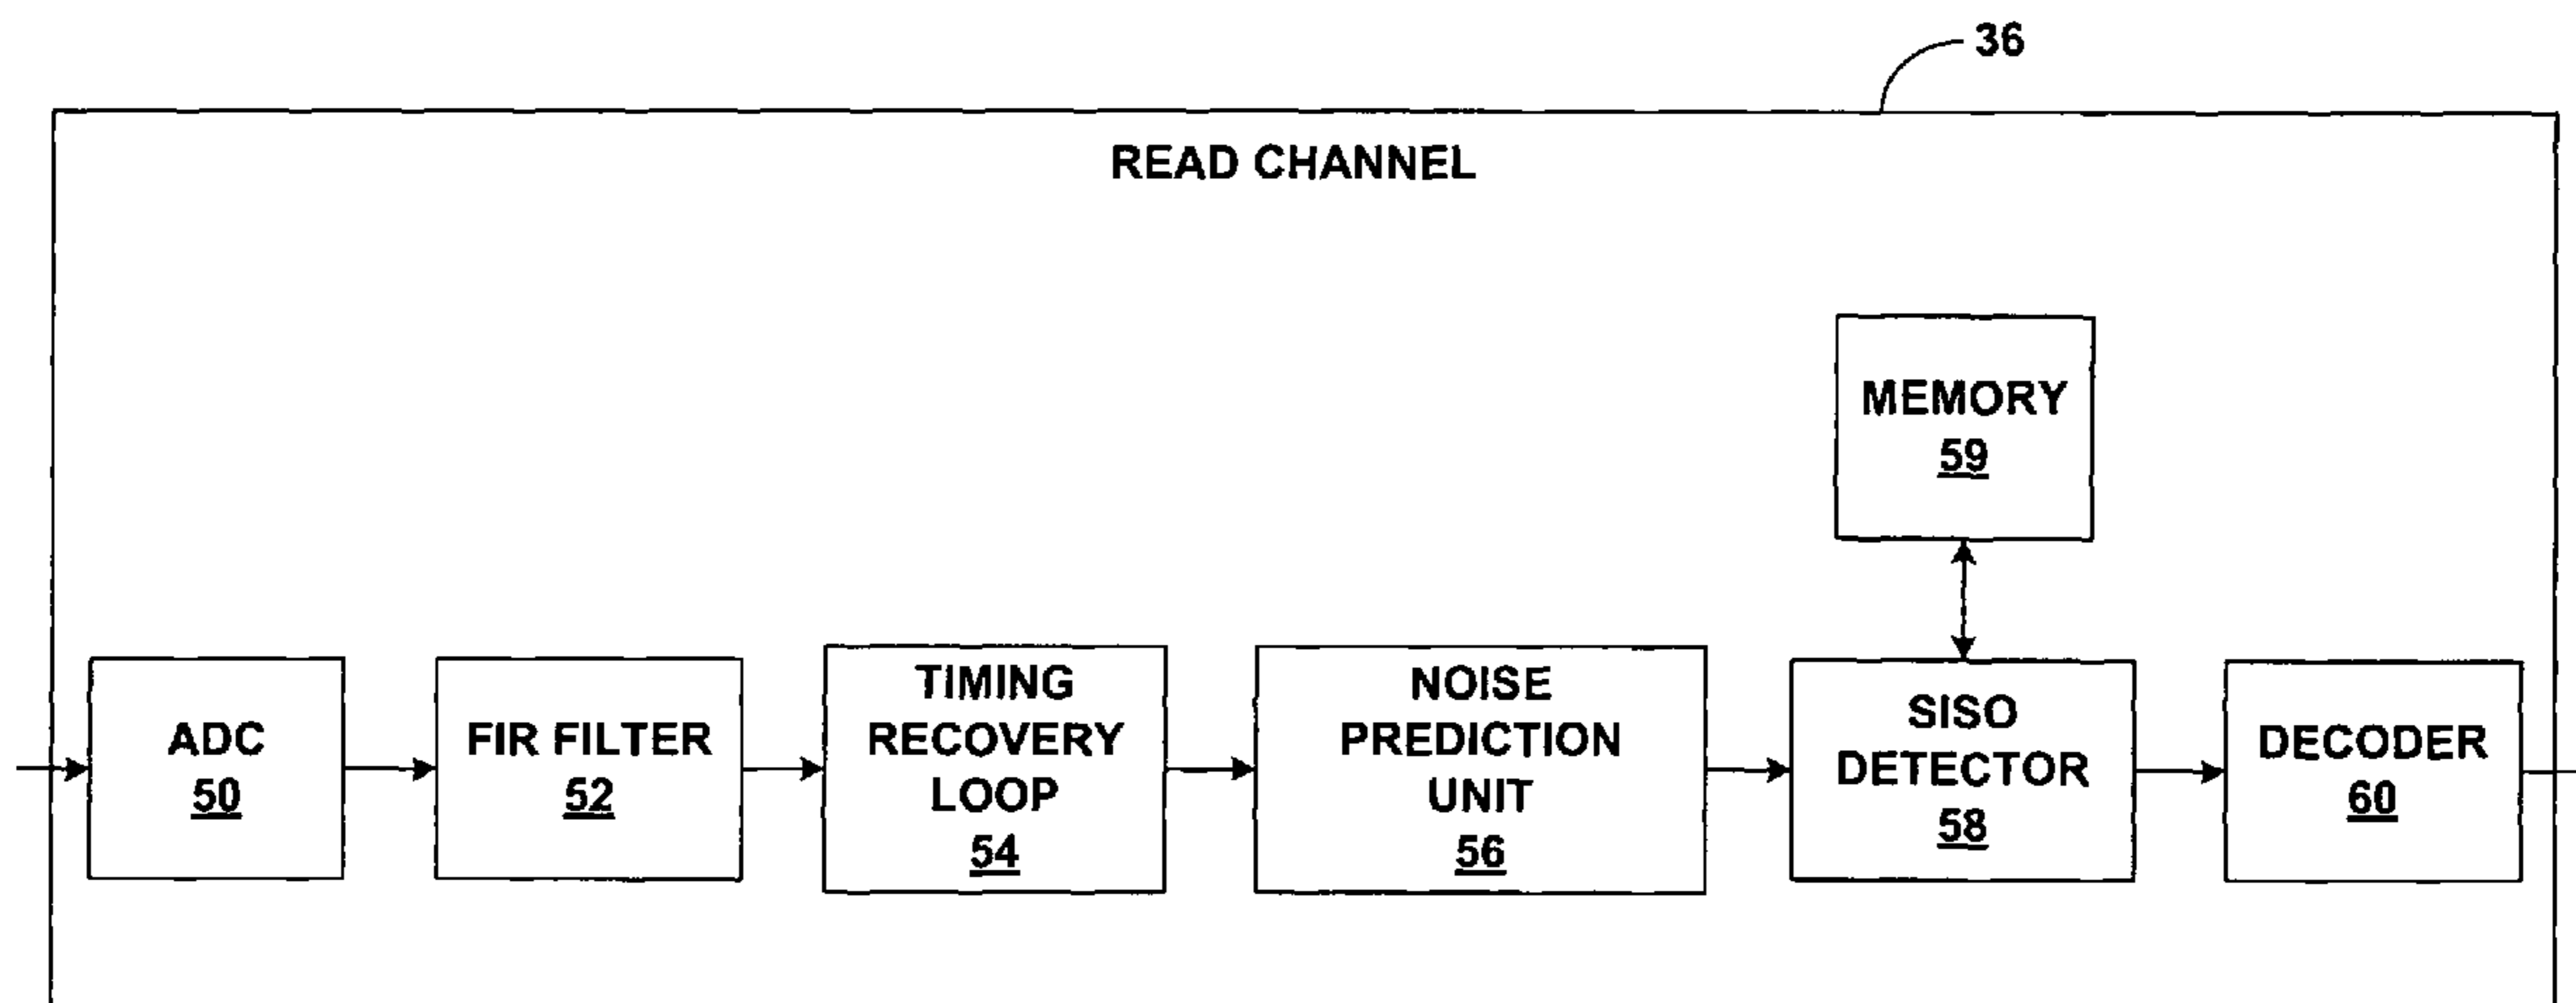 36
READ CHANNEL
MEMORY
59
ADC
50
FIR FILTER
52
TIMING
RECOVERY
LOOP
54
NOISE
PREDICTION
UNIT
56
SISO
DETECTOR
58
DECODER
60